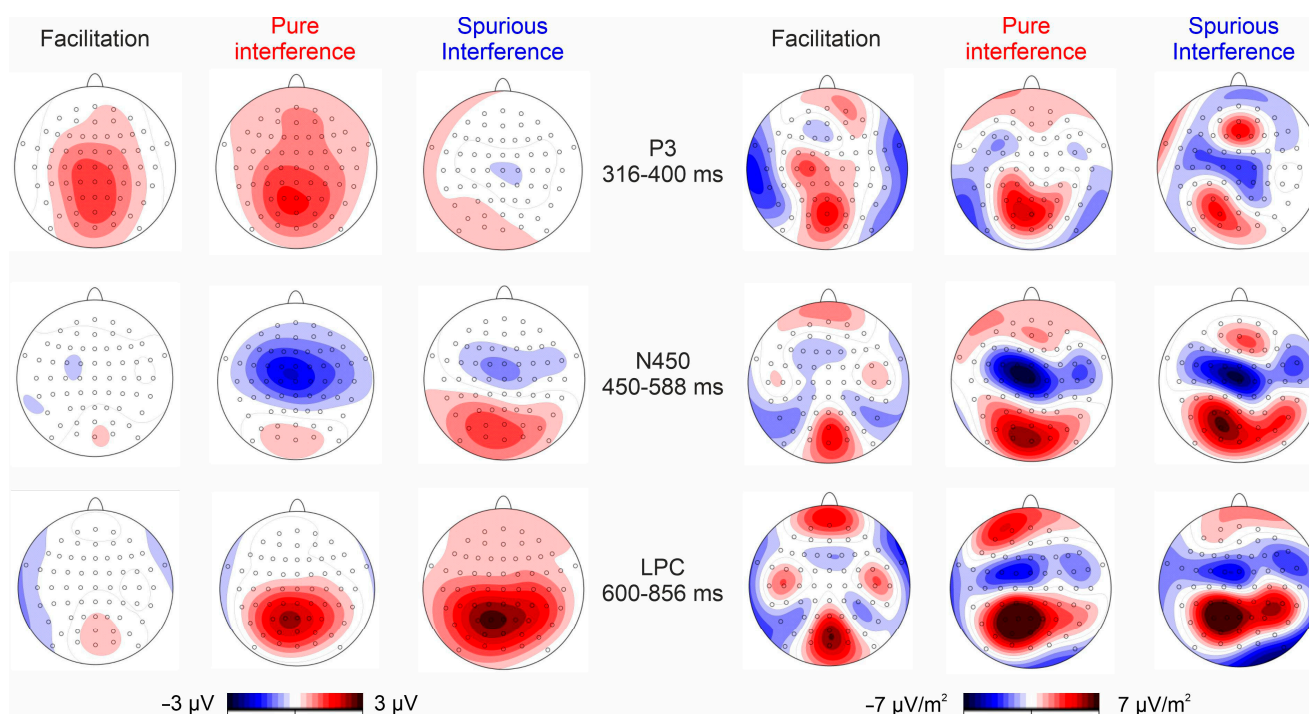 Facilitation
Pure
interference
Spurious
Interference
Facilitation
Pure
interference
Spurious
Interference
P3
316-400 ms
N450
450-588 ms
LPC
600-856 ms
−3 µV
3 µV
−7 µV/m²
7 µV/m²